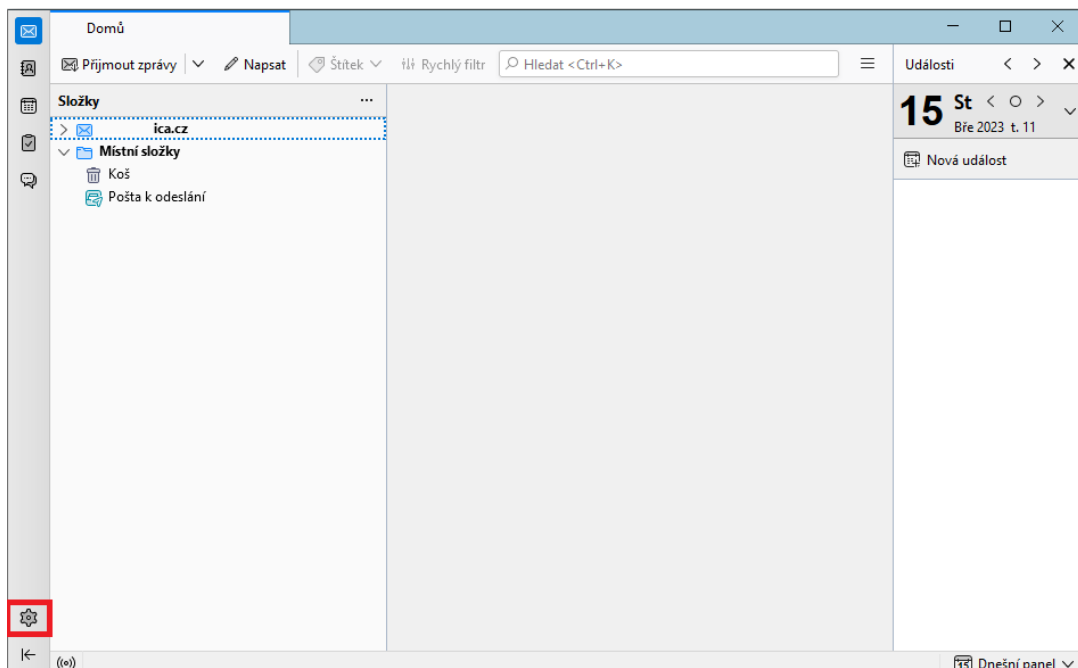 Domů
Přijmout zprávy Napsat Štítek Rychlý filtr Hledat <Ctrl+K>
Složky
ica.cz
Místní složky
Koš
Pošta k odeslání
Události
15 St
Bře 2023 t. 11
Nová událost
15 Dnešní panel